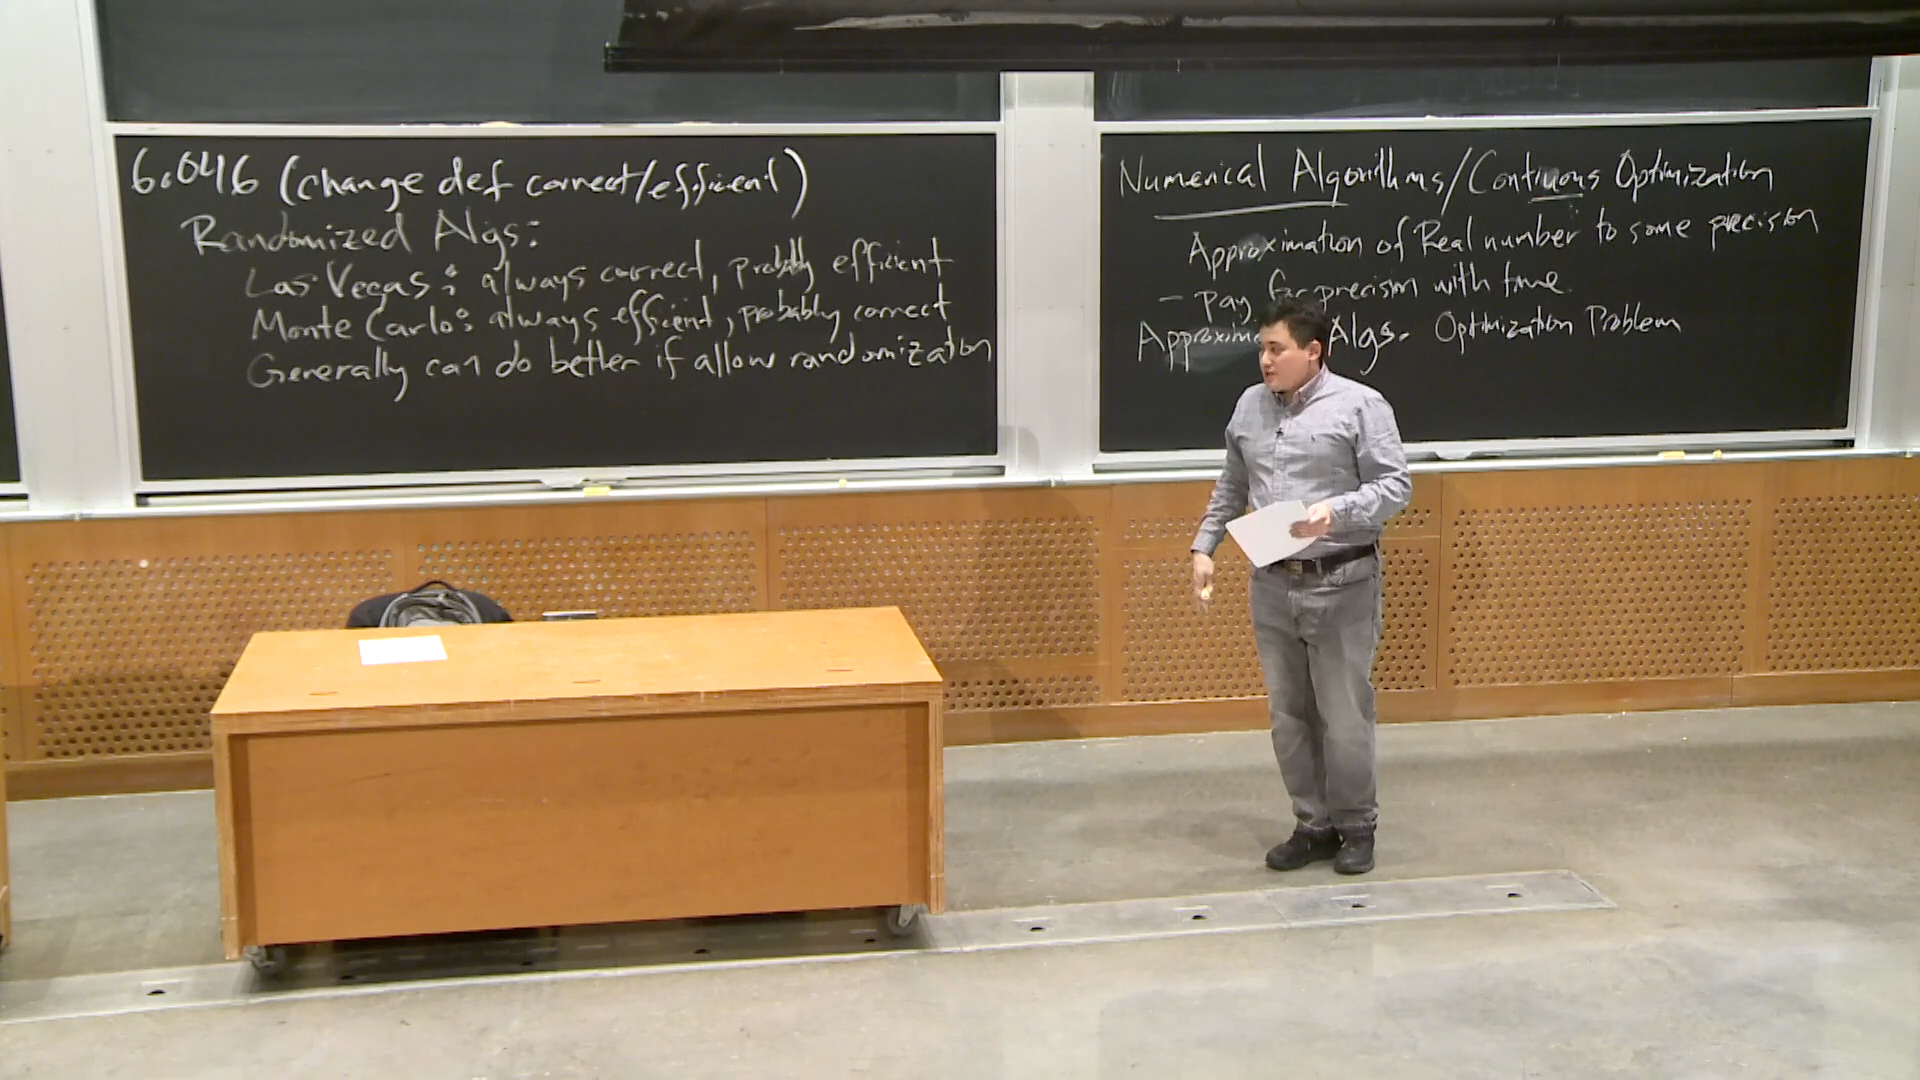 6.046 (change def correct/efficient)
Randomized Algs:
Las Vegas: always correct, probably efficient
Monte Carlo: always efficient, probably correct
Generally can do better if allow randomization
Numerical Algorithms/Continuous Optimization
Approximation of Real number to some precision
- pay for precision with time.
Approxim Algs. Optimization Problem